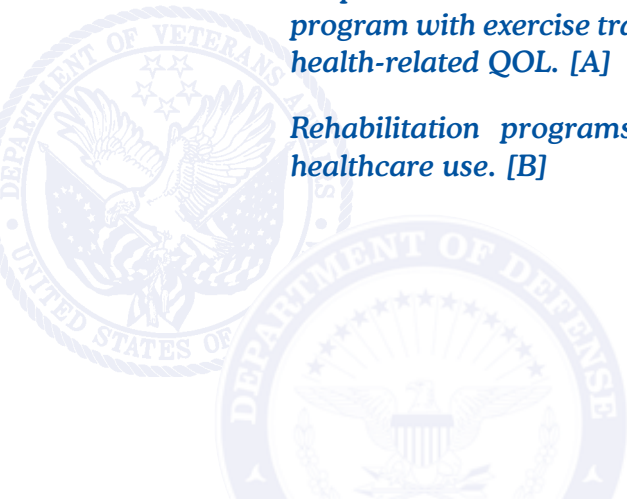 program with exercise tra
health-related QOL. [A]
Rehabilitation programs
healthcare use. [B]
DEPARTMENT OF VETERANS AFFAIRS
UNITED STATES OF
DEPARTMENT OF DEFENSE